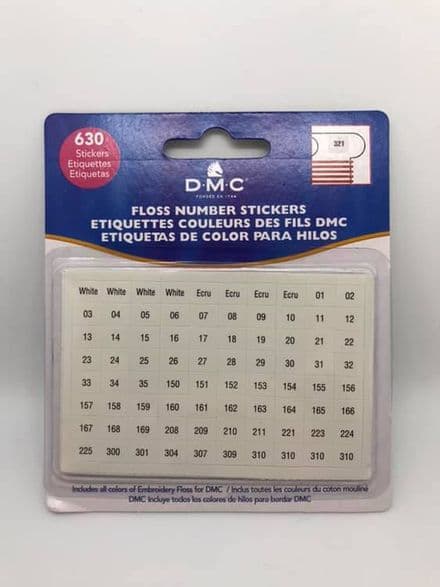 630
Stickers
Etiquettes
Etiquetas
321
D·M·C
FLOSS NUMBER STICKERS
ETIQUETTES COULEURS DES FILS DMC
ETIQUETAS DE COLOR PARA HILOS
White White White White Ecru Ecru Ecru Ecru 01 02
03 04 05 06 07 08 09 10 11 12
13 14 15 16 17 18 19 20 21 22
23 24 25 26 27 28 29 30 31 32
33 34 35 150 151 152 153 154 155 156
157 158 159 160 161 162 163 164 165 166
167 168 169 208 209 210 211 221 223 224
225 300 301 304 307 309 310 310 310 310
Includes all colors of Embroidery Floss for DMC / Inclus toutes les couleurs du coton mouliné
DMC Incluye todos los colores de hilos para bordar DMC